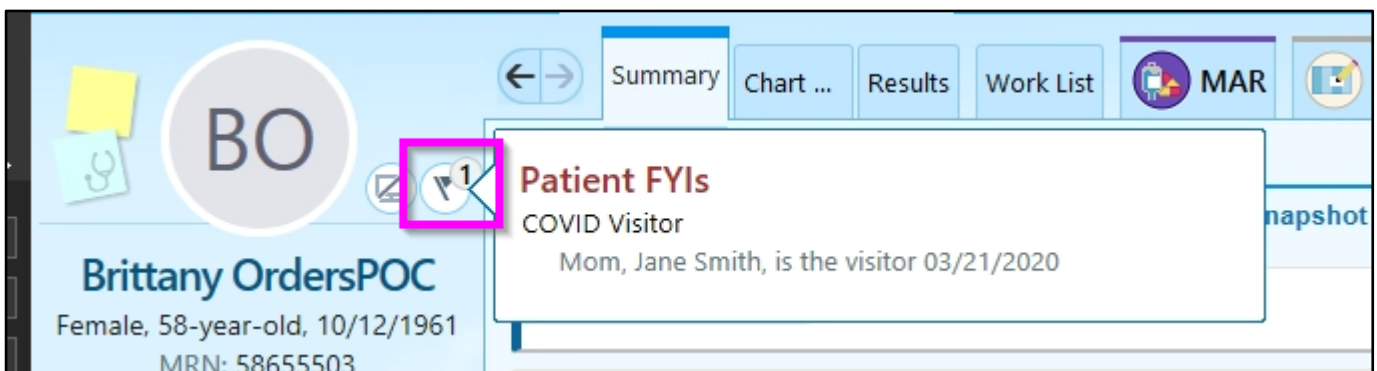 BO
1
Brittany OrdersPOC
Female, 58-year-old, 10/12/1961
MRN: 58655503
Summary
Chart ...
Results
Work List
MAR
Patient FYIs
COVID Visitor
Mom, Jane Smith, is the visitor 03/21/2020
napshot